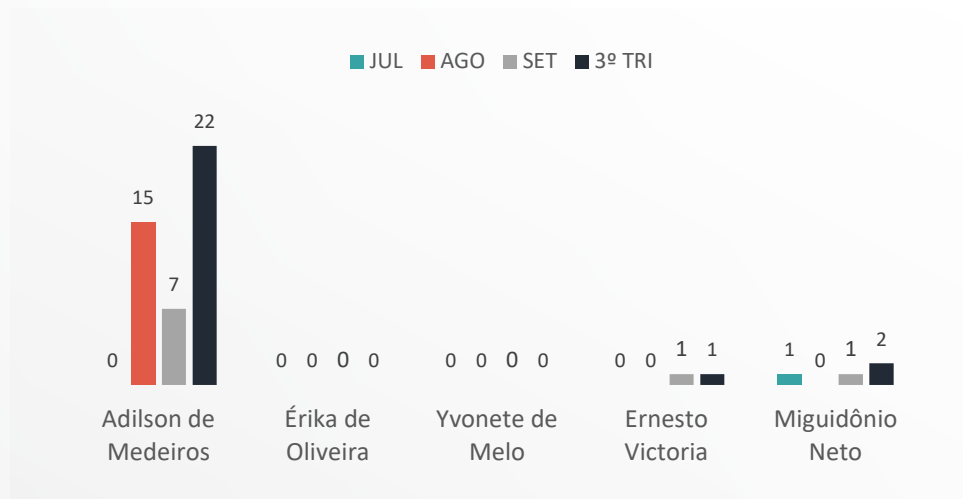 JUL AGO SET 3º TRI
22
15
7
0
0 0 0 0
0 0 0 0
0 0 1 1
1 0 1 2
Adilson de Medeiros
Érika de Oliveira
Yvonete de Melo
Ernesto Victoria
Miguidônio Neto